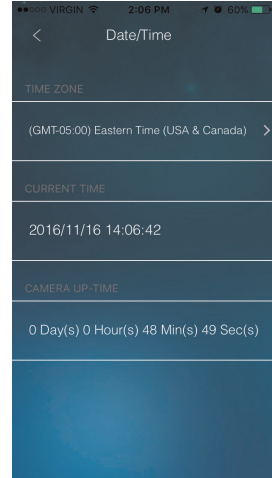 VIRGIN 2:06 PM 60%
Date/Time
TIME ZONE
(GMT-05:00) Eastern Time (USA & Canada)
CURRENT TIME
2016/11/16 14:06:42
CAMERA UP-TIME
0 Day(s) 0 Hour(s) 48 Min(s) 49 Sec(s)